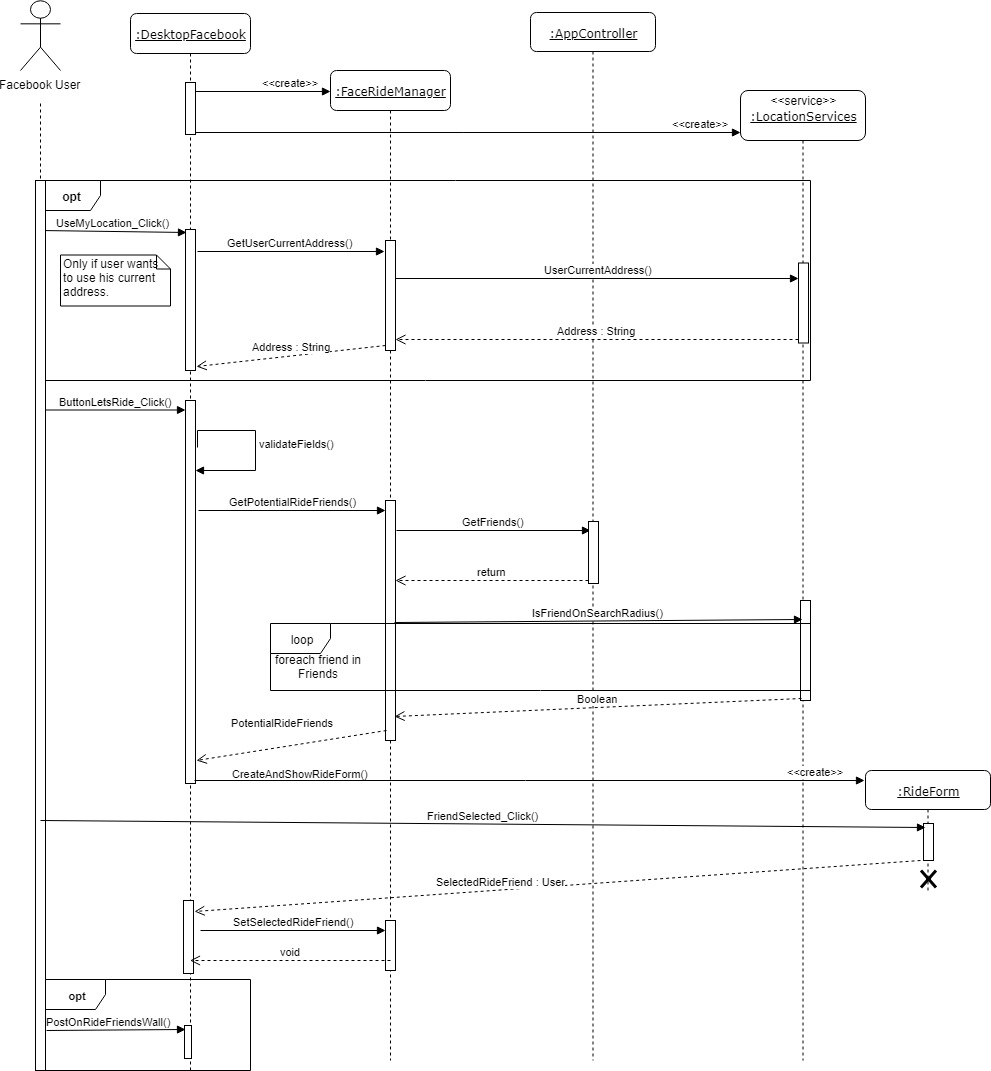 :DesktopFacebook
:AppController
Facebook User
<<create>>
:FaceRideManager
<<service>>
:LocationServices
<<create>>
opt
UseMyLocation_Click()
GetUserCurrentAddress()
Only if user wants
to use his current
address.
UserCurrentAddress()
Address : String
Address : String
ButtonLetsRide_Click()
validateFields()
GetPotentialRideFriends()
GetFriends()
return
IsFriendOnSearchRadius()
loop
foreach friend in
Friends
Boolean
PotentialRideFriends
CreateAndShowRideForm()
<<create>>
:RideForm
FriendSelected_Click()
SelectedRideFriend : User
SetSelectedRideFriend()
void
opt
PostOnRideFriendsWall()